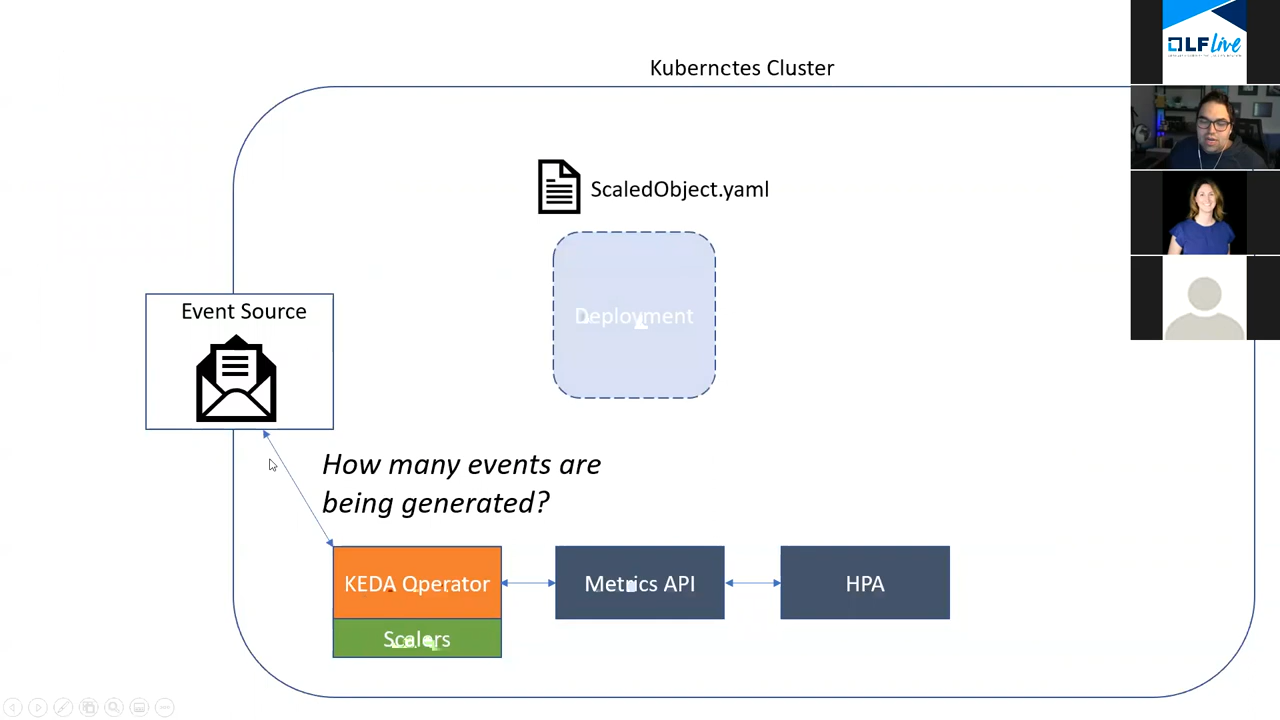 Kubernetes Cluster
LF Live
ScaledObject.yaml
Deployment
Event Source
How many events are
being generated?
KEDA Operator
Metrics API
HPA
Scalers